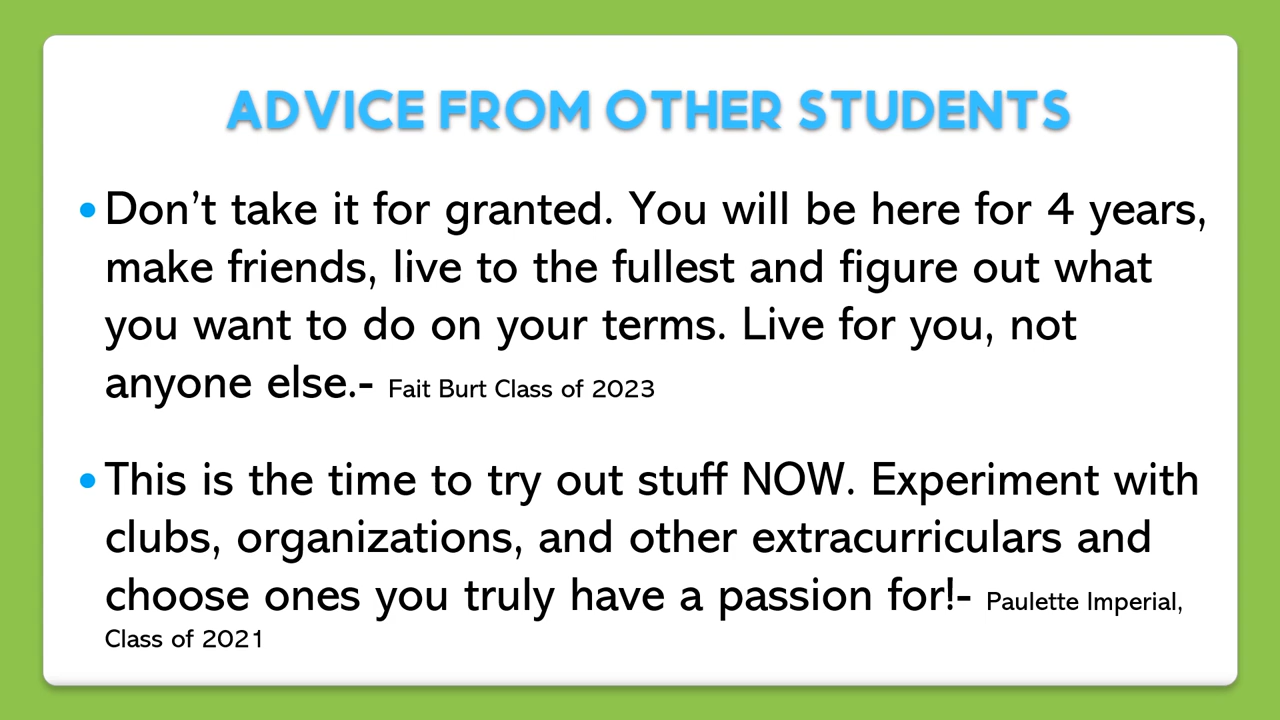 ADVICE FROM OTHER STUDENTS
•Don’t take it for granted. You will be here for 4 years,
make friends, live to the fullest and figure out what
you want to do on your terms. Live for you, not
anyone else.- Fait Burt Class of 2023
•This is the time to try out stuff NOW. Experiment with
clubs, organizations, and other extracurriculars and
choose ones you truly have a passion for!- Paulette Imperial,
Class of 2021